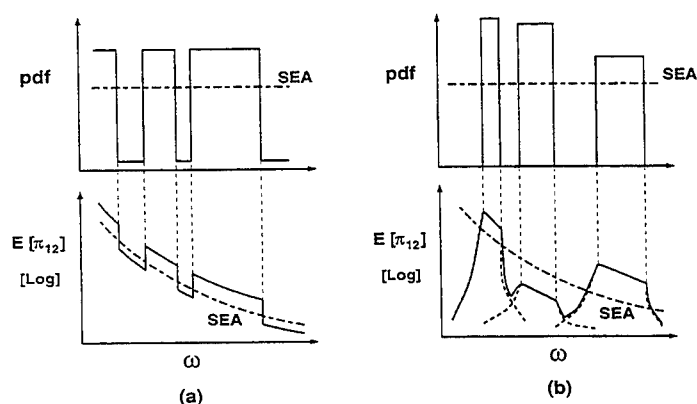 pdf
SEA
E [π₁₂]
[Log]
SEA
ω
(a)
pdf
SEA
E [π₁₂]
[Log]
SEA
ω
(b)